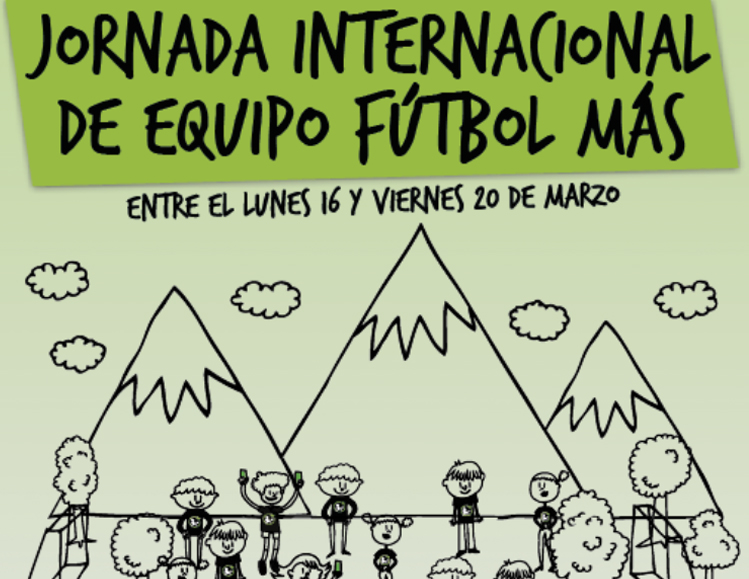 JORNADA INTERNACIONAL
DE EQUIPO FÚTBOL MÁS
ENTRE EL LUNES 16 Y VIERNES 20 DE MARZO